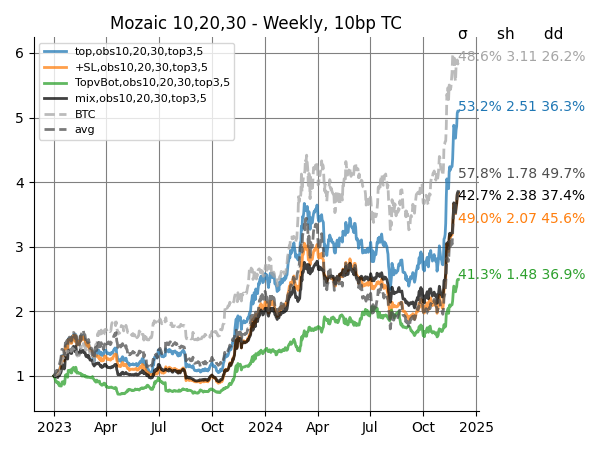 Mozaic 10,20,30 - Weekly, 10bp TC
σ sh dd
top,obs10,20,30,top3,5
+SL,obs10,20,30,top3,5
TopvBot,obs10,20,30,top3,5
mix,obs10,20,30,top3,5
BTC
avg
48.6% 3.11 26.2%
53.2% 2.51 36.3%
57.8% 1.78 49.7%
42.7% 2.38 37.4%
49.0% 2.07 45.6%
41.3% 1.48 36.9%
6
5
4
3
2
1
2023 Apr Jul Oct 2024 Apr Jul Oct 2025